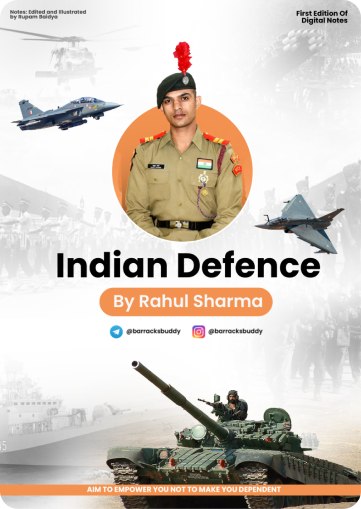 Notes: Edited and Illustrated
by Rupam Baidya
First Edition Of
Digital Notes
Indian Defence
By Rahul Sharma
@barracksbuddy
@barracksbuddy
AIM TO EMPOWER YOU NOT TO MAKE YOU DEPENDENT